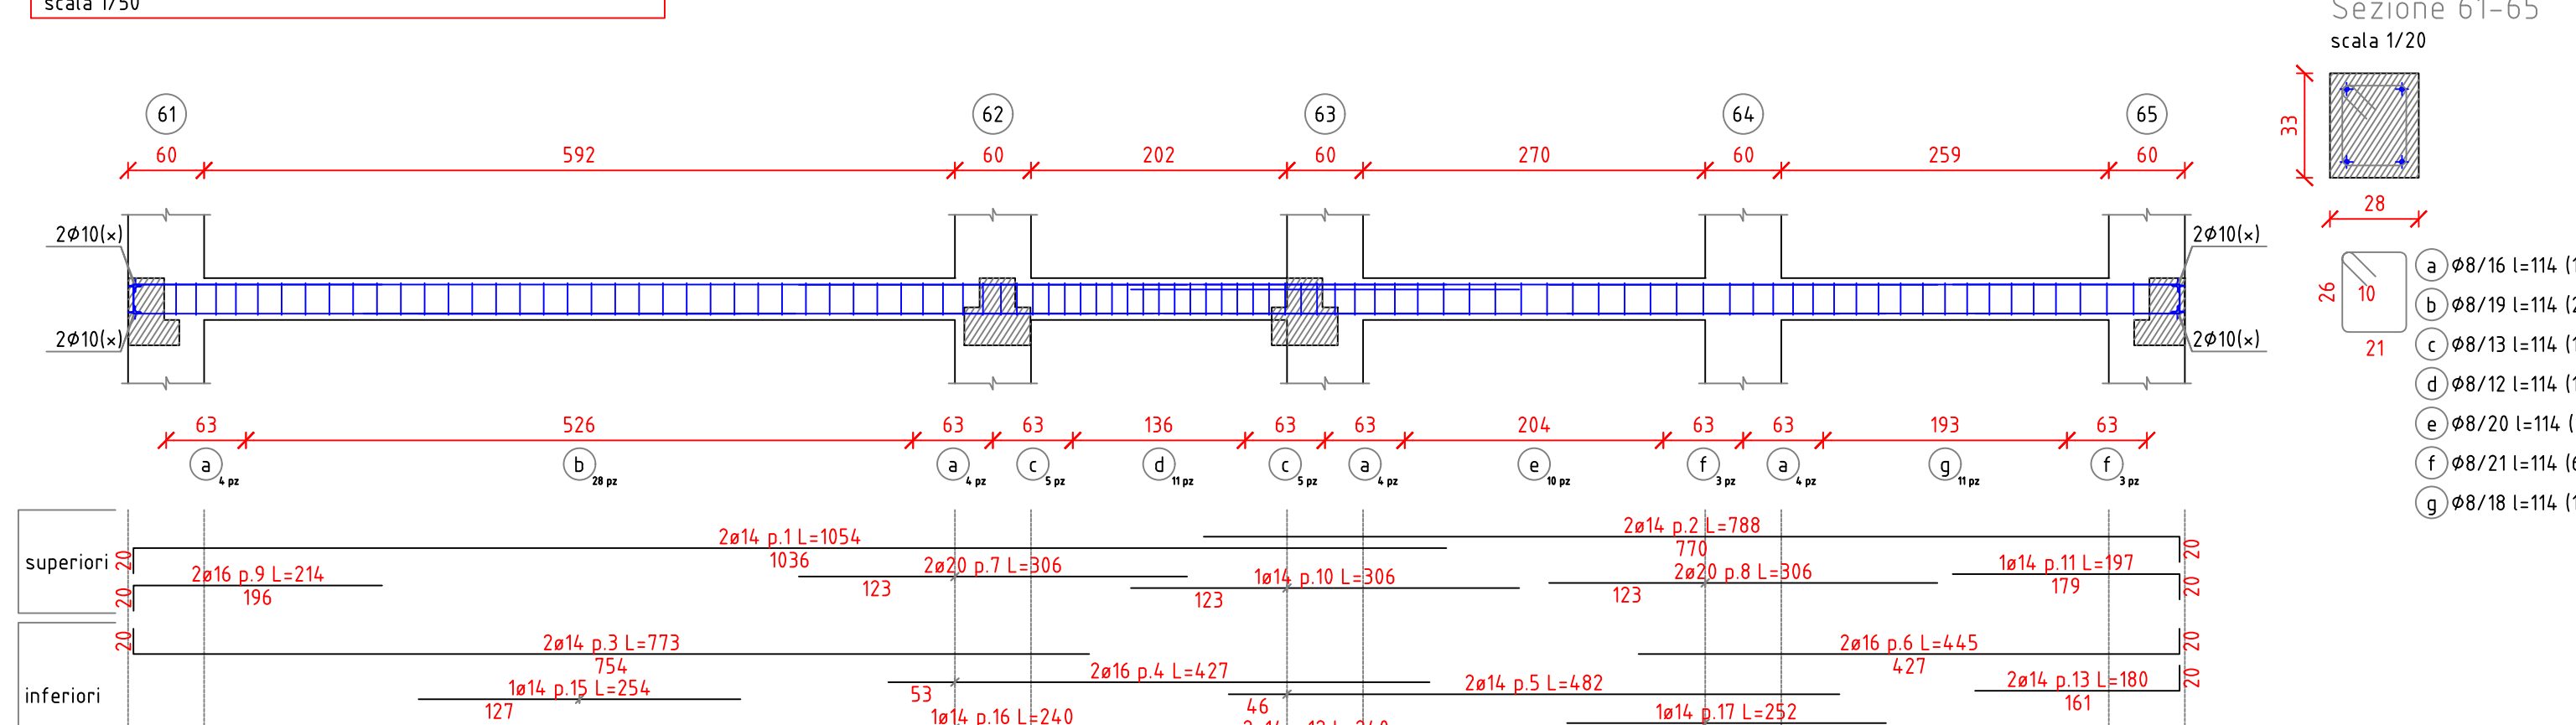 scala 1/50
Sezione 61-65
scala 1/20
61 62 63 64 65
60 592 60 202 60 270 60 259 60
33
28
2Ø10(×) 2Ø10(×)
2Ø10(×) 2Ø10(×)
26 10
21
a Ø8/16 l=114
b Ø8/19 l=114
c Ø8/13 l=114
d Ø8/12 l=114
e Ø8/20 l=114
f Ø8/21 l=114
g Ø8/18 l=114
63 526 63 63 136 63 63 204 63 63 193 63
a 4 pz b 28 pz a 4 pz c 5 pz d 11 pz c 5 pz a 4 pz e 10 pz f 3 pz a 4 pz g 11 pz f 3 pz
superiori
2ø14 p.2 L=788
770 20
20 2ø14 p.1 L=1054
1036
2ø20 p.7 L=306
123
1ø14 p.11 L=197
179 20
2ø20 p.8 L=306
123
20 2ø16 p.9 L=214
196
1ø14 p.10 L=306
123
inferiori
20 2ø14 p.3 L=773
754
2ø16 p.6 L=445
427 20
2ø16 p.4 L=427
53
2ø14 p.13 L=180
161 20
2ø14 p.5 L=482
46
1ø14 p.15 L=254
127
1ø14 p.17 L=252
1ø14 p.16 L=240